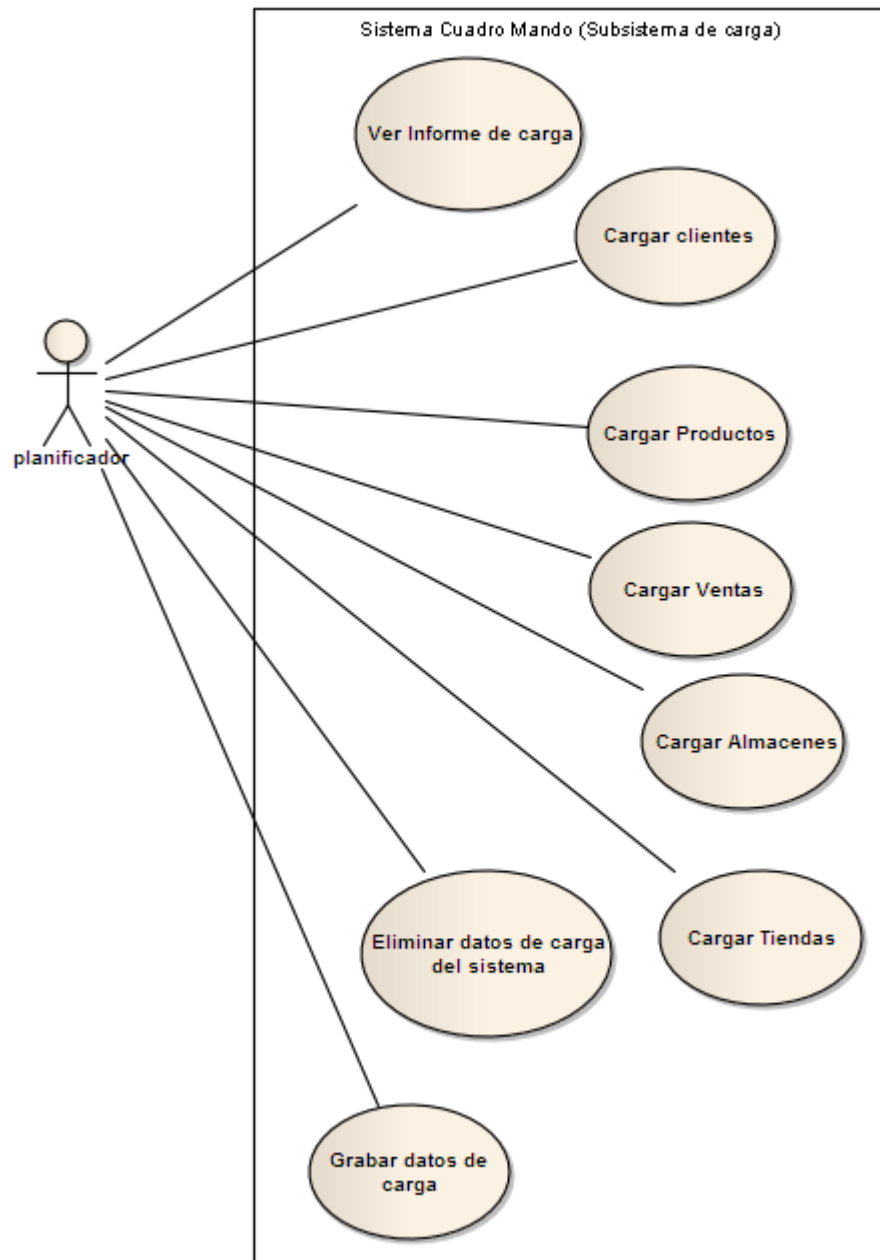 Sistema Cuadro Mando (Subsistema de carga)
Ver Informe de carga
Cargar clientes
planificador
Cargar Productos
Cargar Ventas
Cargar Almacenes
Eliminar datos de carga
del sistema
Cargar Tiendas
Grabar datos de
carga